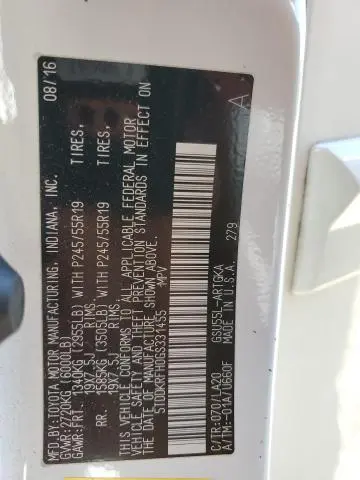 MFD.BY:TOYOTA MOTOR MANUFACTURING, INDIANA, INC. 08/16
GVWR:2720KG (6000LB)
GAWR:FRT. 1340KG (2955LB) WITH P245/55R19 TIRES,
19X7.5J RIMS,
RR. 1585KG (3505LB) WITH P245/55R19 TIRES,
19X7.5J RIMS,
THIS VEHICLE CONFORMS TO ALL APPLICABLE FEDERAL MOTOR
VEHICLE SAFETY AND THEFT PREVENTION STANDARDS IN EFFECT ON
THE DATE OF MANUFACTURE SHOWN ABOVE.
5TDDKRFH0GS331455 MPV
A
279
C/TR:070/LA20 GSU55L-ARTGKA
A/TM:-01A/U660F MADE IN U.S.A.